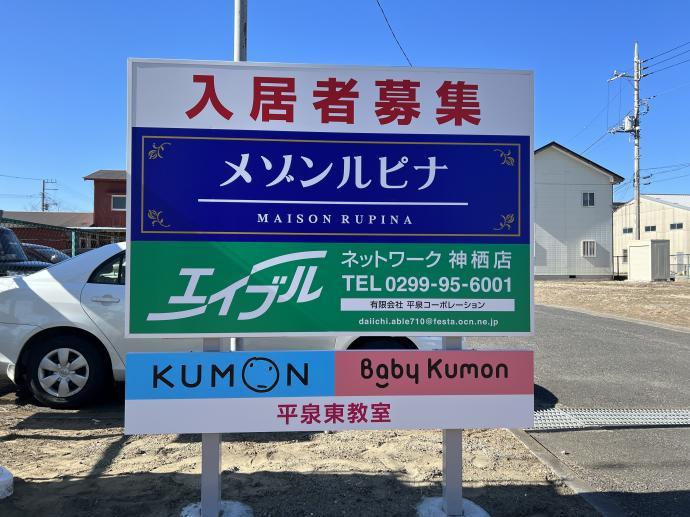 入居者募集
メゾンルピナ
MAISON RUPINA
エイブル
ネットワーク 神栖店
TEL 0299-95-6001
有限会社 平泉コーポレーション
daiichi.able710@festa.ocn.ne.jp
KUMON
Baby Kumon
平泉東教室